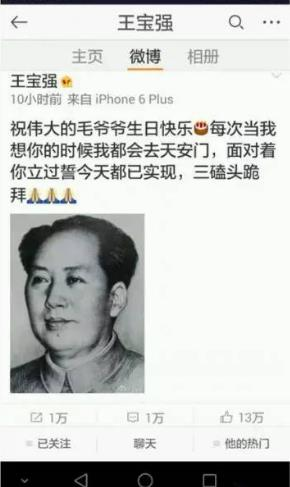 王宝强
主页 微博 相册
王宝强
10小时前 来自 iPhone 6 Plus
祝伟大的毛爷爷生日快乐🎂每次当我
想你的时候我都会去天安门，面对着
你立过誓今天都已实现，三磕头跪
拜🙏🙏🙏
1万 1万 13万
已关注 聊天 他的热门